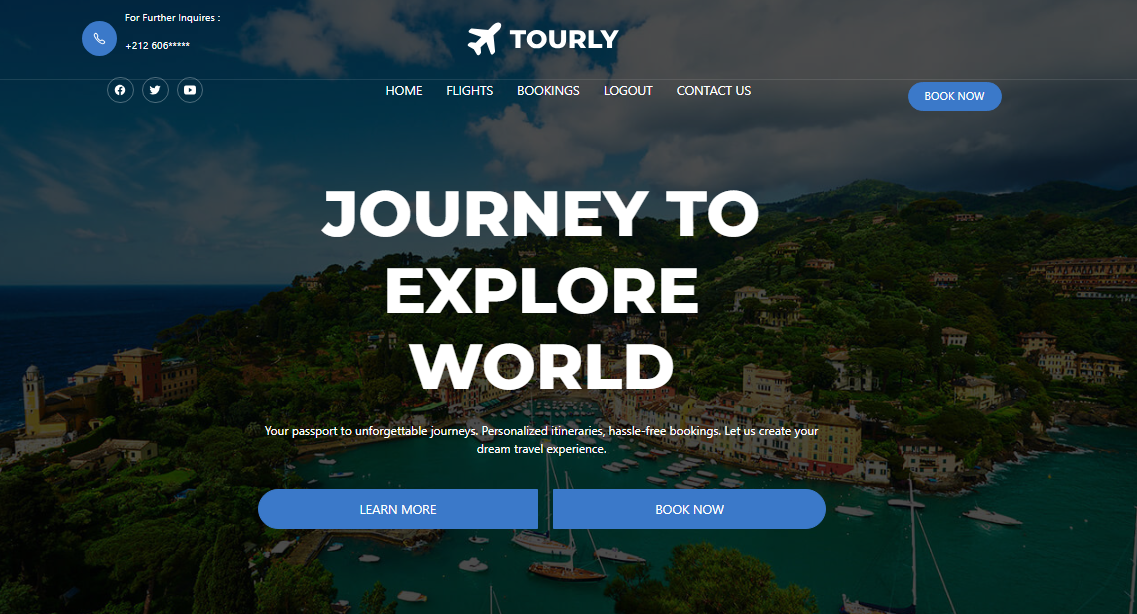 For Further Inquires :
+212 606*****
TOURLY
HOME FLIGHTS BOOKINGS LOGOUT CONTACT US
BOOK NOW
JOURNEY TO
EXPLORE
WORLD
Your passport to unforgettable journeys. Personalized itineraries, hassle-free bookings. Let us create your
dream travel experience.
LEARN MORE
BOOK NOW